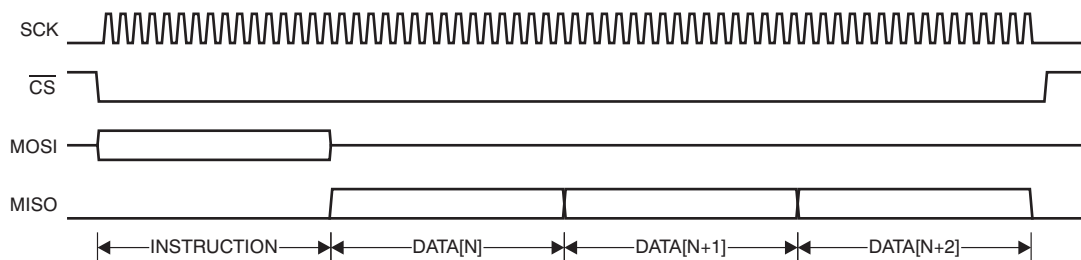 SCK
CS
MOSI
MISO
INSTRUCTION DATA[N] DATA[N+1] DATA[N+2]